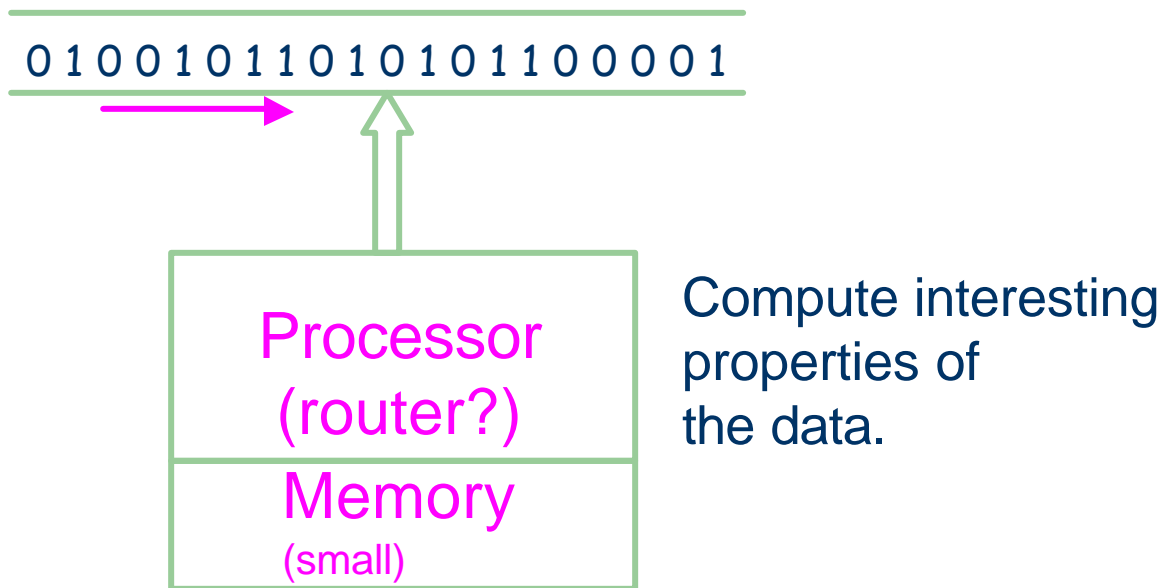 0 1 0 0 1 0 1 1 0 1 0 1 0 1 1 0 0 0 0 1
Processor
(router?)
Memory
(small)
Compute interesting
properties of
the data.